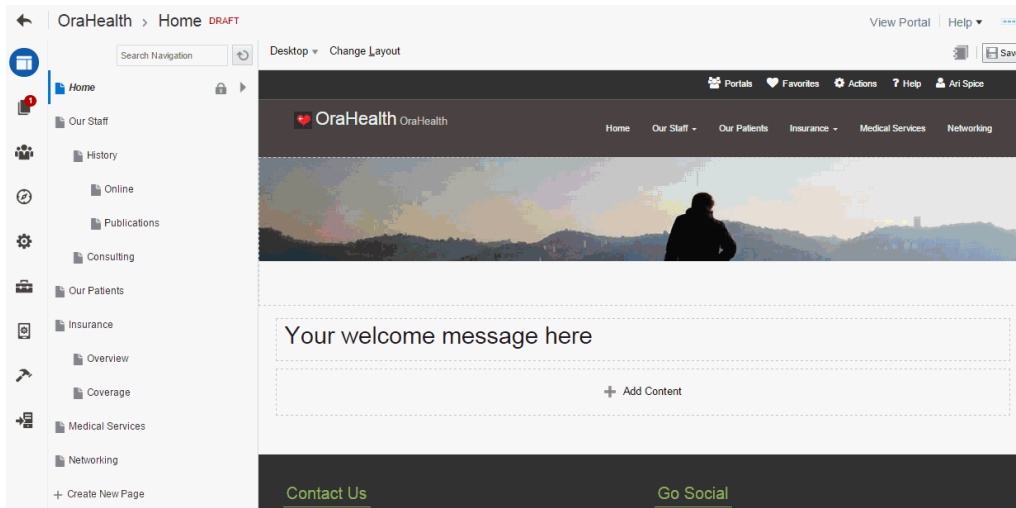 OraHealth > Home DRAFT
View Portal
Help
Search Navigation
Desktop
Change Layout
Save
Home
1
Our Staff
History
Online
Publications
Consulting
Our Patients
Insurance
Overview
Coverage
Medical Services
Networking
+ Create New Page
Portals
Favorites
Actions
? Help
Ari Spice
OraHealth OraHealth
Home
Our Staff
Our Patients
Insurance
Medical Services
Networking
Your welcome message here
+ Add Content
Contact Us
Go Social